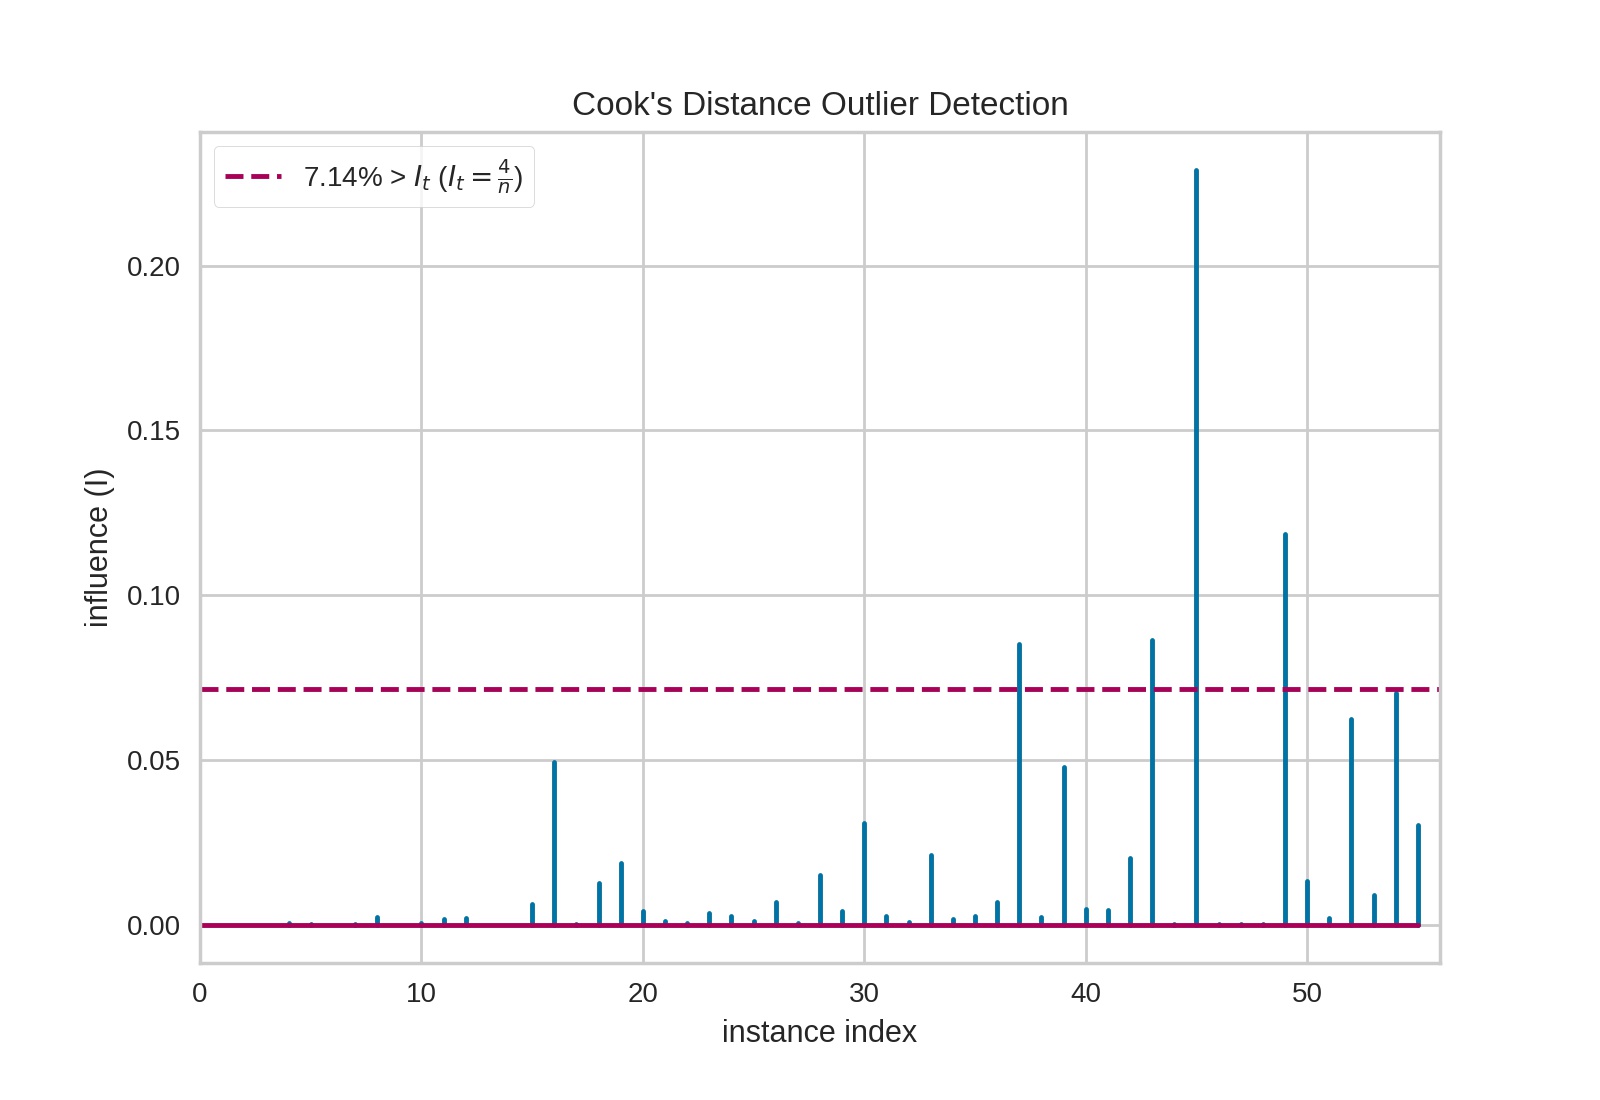 Cook's Distance Outlier Detection
7.14% > I_t (I_t = 4/n)
influence (I)
0.20
0.15
0.10
0.05
0.00
0 10 20 30 40 50
instance index